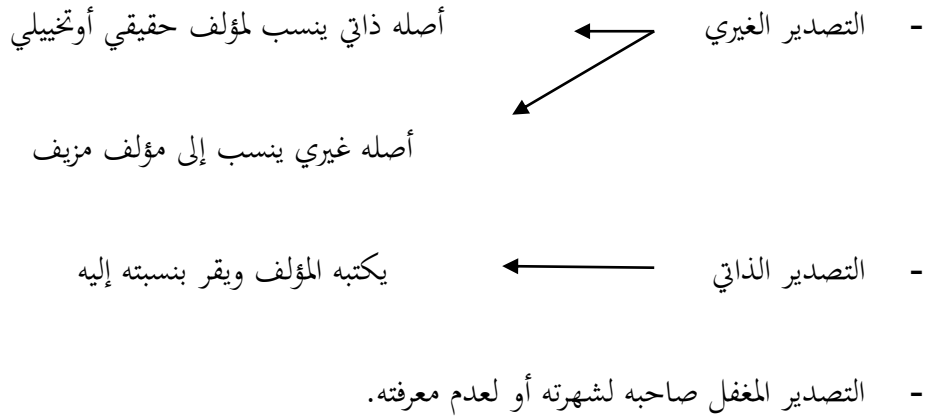 - التصدير الغيري أصله ذاتي ينسب لمؤلف حقيقي أوتخييلي
أصله غيري ينسب إلى مؤلف مزيف
- التصدير الذاتي يكتبه المؤلف ويقر بنسبته إليه
- التصدير المغفل صاحبه لشهرته أو لعدم معرفته.